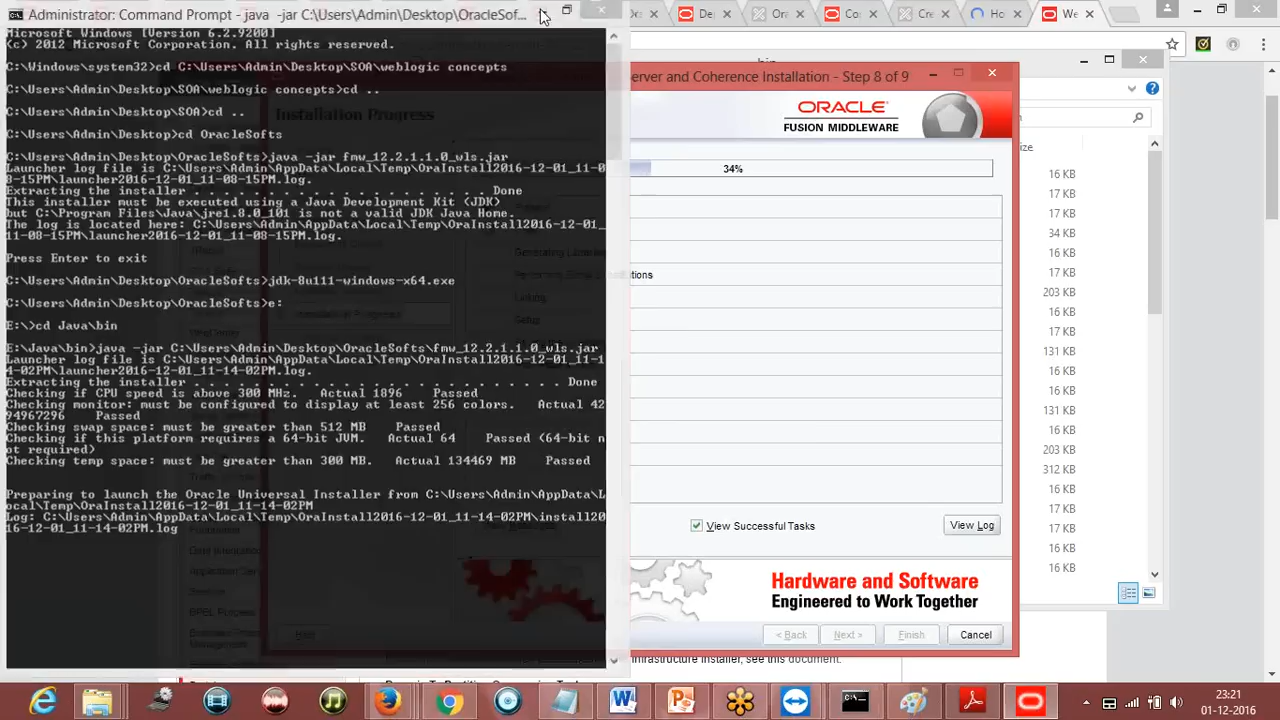 Administrator: Command Prompt - java -jar C:\Users\Admin\Desktop\OracleSof...
De
Ora
Co
Cre
Ho
We
Microsoft Windows [Version 6.2.9200]
(c) 2012 Microsoft Corporation. All rights reserved.
C:\Windows\system32>cd C:\Users\Admin\Desktop\SOA\weblogic concepts
C:\Users\Admin\Desktop\SOA\weblogic concepts>cd ..
C:\Users\Admin\Desktop\SOA>cd ..
C:\Users\Admin\Desktop>cd OracleSofts
C:\Users\Admin\Desktop\OracleSofts>java -jar fmw_12.2.1.1.0_wls.jar
Launcher log file is C:\Users\Admin\AppData\Local\Temp\OraInstall2016-12-01_11-0
8-15PM\launcher2016-12-01_11-08-15PM.log.
Extracting the installer . . . . . . . . . . . . . . . . . . . . . . Done
This installer must be executed using a Java Development Kit (JDK)
but C:\Program Files\Java\jre1.8.0_101 is not a valid JDK Java Home.
The log is located here: C:\Users\Admin\AppData\Local\Temp\OraInstall2016-12-01_
11-08-15PM\launcher2016-12-01_11-08-15PM.log.
Press Enter to exit
C:\Users\Admin\Desktop\OracleSofts>jdk-8u111-windows-x64.exe
C:\Users\Admin\Desktop\OracleSofts>e:
E:\>cd Java\bin
E:\Java\bin>java -jar C:\Users\Admin\Desktop\OracleSofts\fmw_12.2.1.1.0_wls.jar
Launcher log file is C:\Users\Admin\AppData\Local\Temp\OraInstall2016-12-01_11-1
4-02PM\launcher2016-12-01_11-14-02PM.log.
Extracting the installer . . . . . . . . . . . . . . . . . . . . . . . . . . Done
Checking if CPU speed is above 300 MHz. Actual 1896 Passed
Checking monitor: must be configured to display at least 256 colors. Actual 42
94967296 Passed
Checking swap space: must be greater than 512 MB Passed
Checking if this platform requires a 64-bit JVM. Actual 64 Passed (64-bit n
ot required)
Checking temp space: must be greater than 300 MB. Actual 134469 MB Passed
Preparing to launch the Oracle Universal Installer from C:\Users\Admin\AppData\L
ocal\Temp\OraInstall2016-12-01_11-14-02PM
Log: C:\Users\Admin\AppData\Local\Temp\OraInstall2016-12-01_11-14-02PM\install20
16-12-01_11-14-02PM.log
Installation Progress
Server and Coherence Installation - Step 8 of 9
ORACLE
FUSION MIDDLEWARE
34%
View Successful Tasks
View Log
Hardware and Software
Engineered to Work Together
< Back
Next >
Finish
Cancel
Help
bin
ize
16 KB
17 KB
34 KB
16 KB
17 KB
16 KB
203 KB
16 KB
17 KB
131 KB
16 KB
17 KB
131 KB
16 KB
203 KB
312 KB
16 KB
17 KB
17 KB
16 KB
16 KB
nfrastructure Installer, see this document.
23:21
01-12-2016